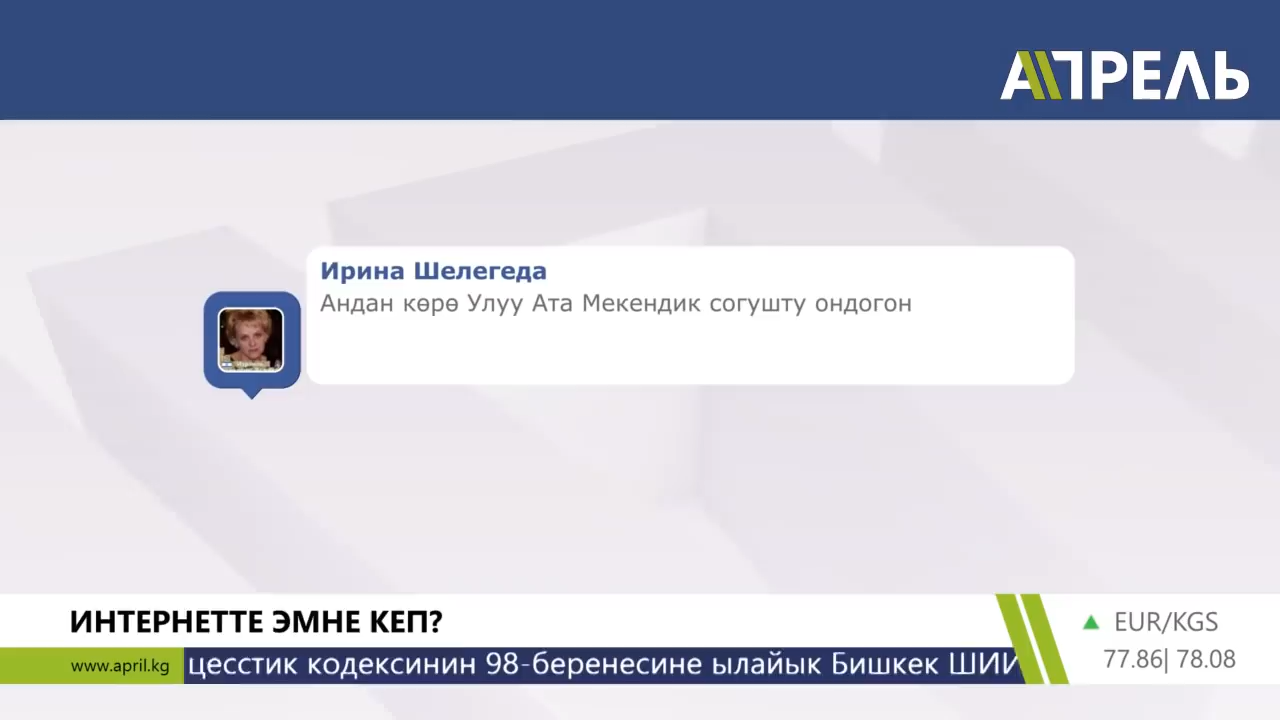 АПРЕЛЬ
Ирина Шелегеда
Андан көрө Улуу Ата Мекендик согушту ондогон
ИНТЕРНЕТТЕ ЭМНЕ КЕП?
EUR/KGS
77.86| 78.08
www.april.kg
цесстик кодексинин 98-беренесине ылайык Бишкек ШИИ